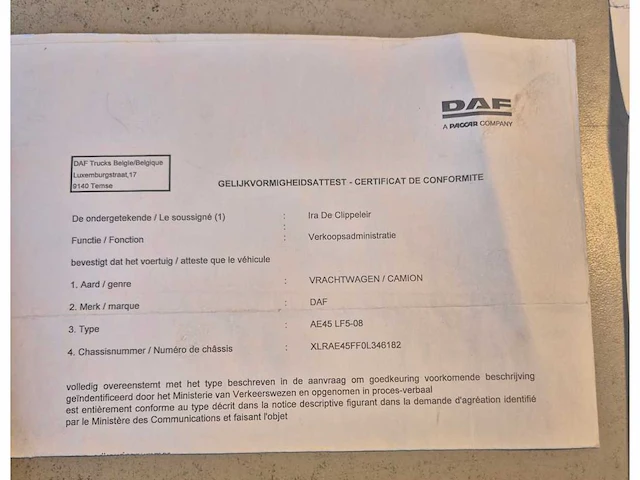 DAF
A PACCAR COMPANY
DAF Trucks Belgie/Belgique
Luxemburgstraat,17
9140 Temse
GELIJKVORMIGHEIDSATTEST - CERTIFICAT DE CONFORMITE
De ondergetekende / Le soussigné (1) : Ira De Clippeleir
:
Functie / Fonction : Verkoopsadministratie
bevestigt dat het voertuig / atteste que le véhicule
1. Aard / genre : VRACHTWAGEN / CAMION
2. Merk / marque : DAF
3. Type : AE45 LF5-08
4. Chassisnummer / Numéro de châssis : XLRAE45FF0L346182
volledig overeenstemt met het type beschreven in de aanvraag om goedkeuring voorkomende beschrijving
geïndentificeerd door het Ministerie van Verkeerswezen en opgenomen in proces-verbaal
est entièrement conforme au type décrit dans la notice descriptive figurant dans la demande d'agréation identifié
par le Ministère des Communications et faisant l'objet